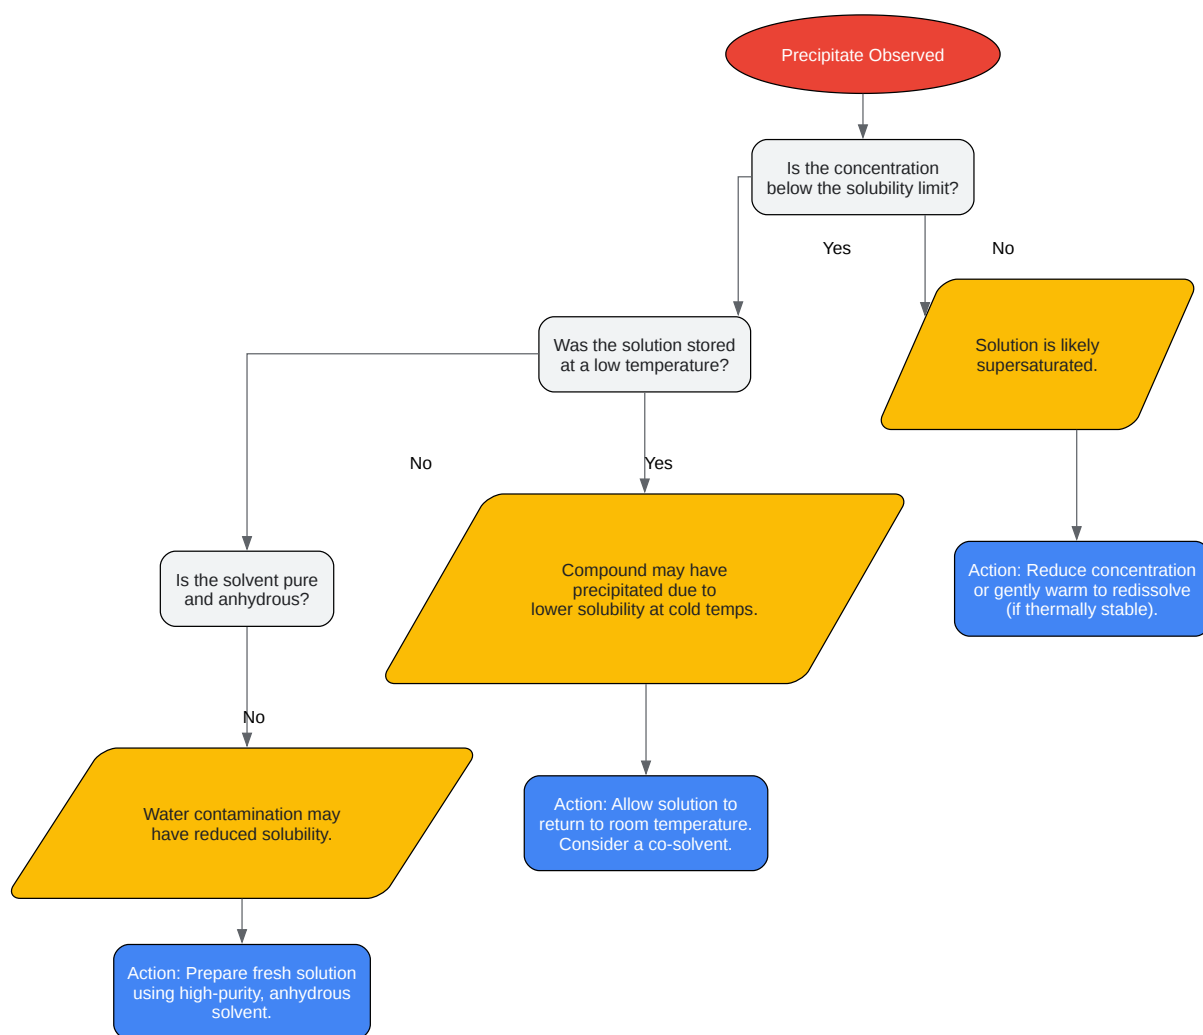 Precipitate Observed
Is the concentration
below the solubility limit?
Yes
No
Was the solution stored
at a low temperature?
Solution is likely
supersaturated.
No
Yes
Is the solvent pure
and anhydrous?
Compound may have
precipitated due to
lower solubility at cold temps.
Action: Reduce concentration
or gently warm to redissolve
(if thermally stable).
No
Water contamination may
have reduced solubility.
Action: Allow solution to
return to room temperature.
Consider a co-solvent.
Action: Prepare fresh solution
using high-purity, anhydrous
solvent.